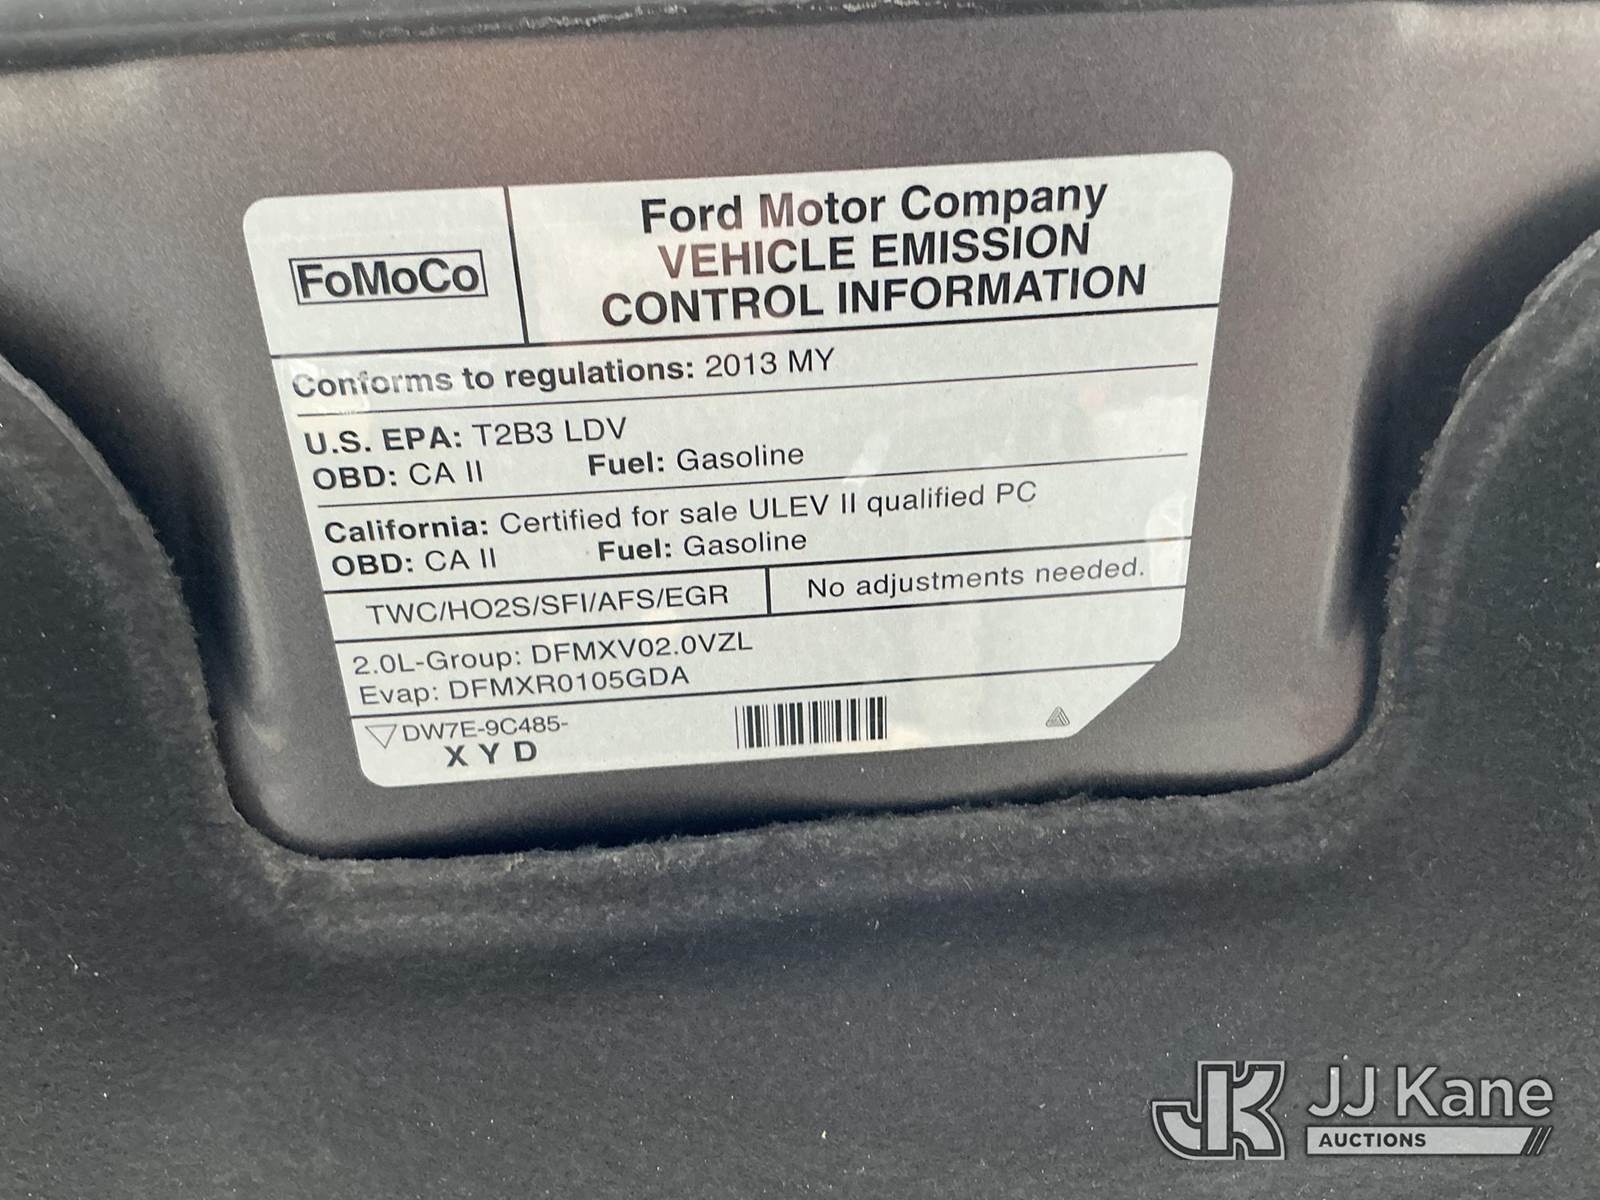 FoMoCo
Ford Motor Company
VEHICLE EMISSION
CONTROL INFORMATION
Conforms to regulations: 2013 MY
U.S. EPA: T2B3 LDV
OBD: CA II Fuel: Gasoline
California: Certified for sale ULEV II qualified PC
OBD: CA II Fuel: Gasoline
TWC/HO2S/SFI/AFS/EGR No adjustments needed.
2.0L-Group: DFMXV02.0VZL
Evap: DFMXR0105GDA
DW7E-9C485-
X Y D
JK JJ Kane
AUCTIONS